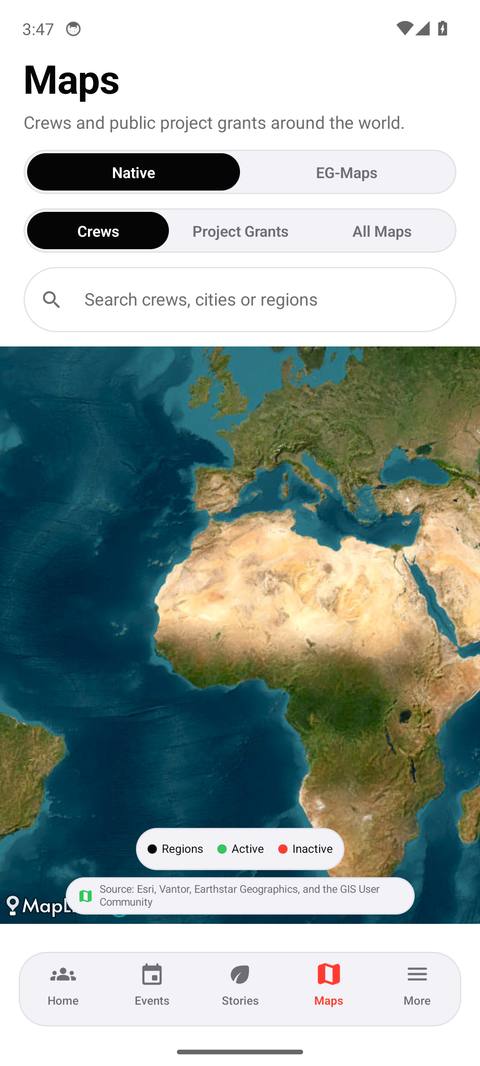 3:47
Maps
Crews and public project grants around the world.
Native
EG-Maps
Crews
Project Grants
All Maps
Search crews, cities or regions
Regions
Active
Inactive
Source: Esri, Vantor, Earthstar Geographics, and the GIS User
Community
Home
Events
Stories
Maps
More